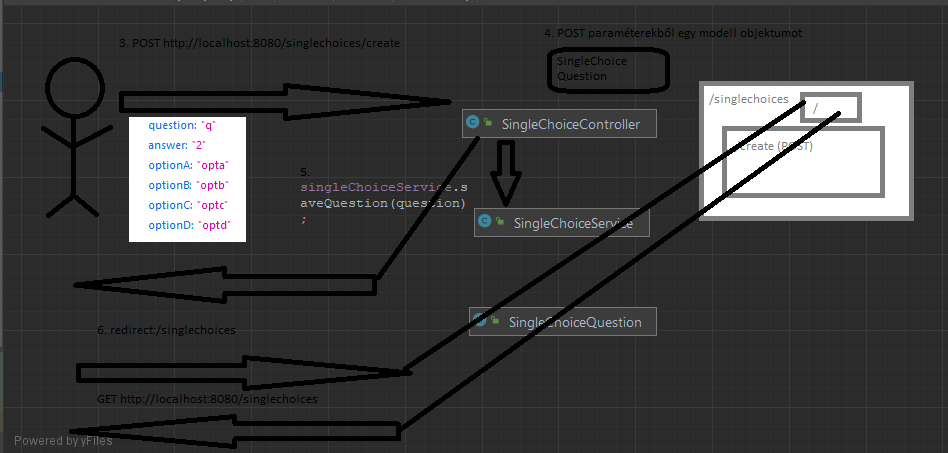 3. POST http://localhost:8080/singlechoices/create
4. POST paraméterekből egy modell objektumot
SingleChoice
Question
/singlechoices
/
create (POST)
SingleChoiceController
question: "q"
answer: "2"
optionA: "opta"
optionB: "optb"
optionC: "optc"
optionD: "optd"
5.
singleChoiceService.s
aveQuestion(question)
;
SingleChoiceService
6. redirect:/singlechoices
SingleChoiceQuestion
GET http://localhost:8080/singlechoices
Powered by yFiles